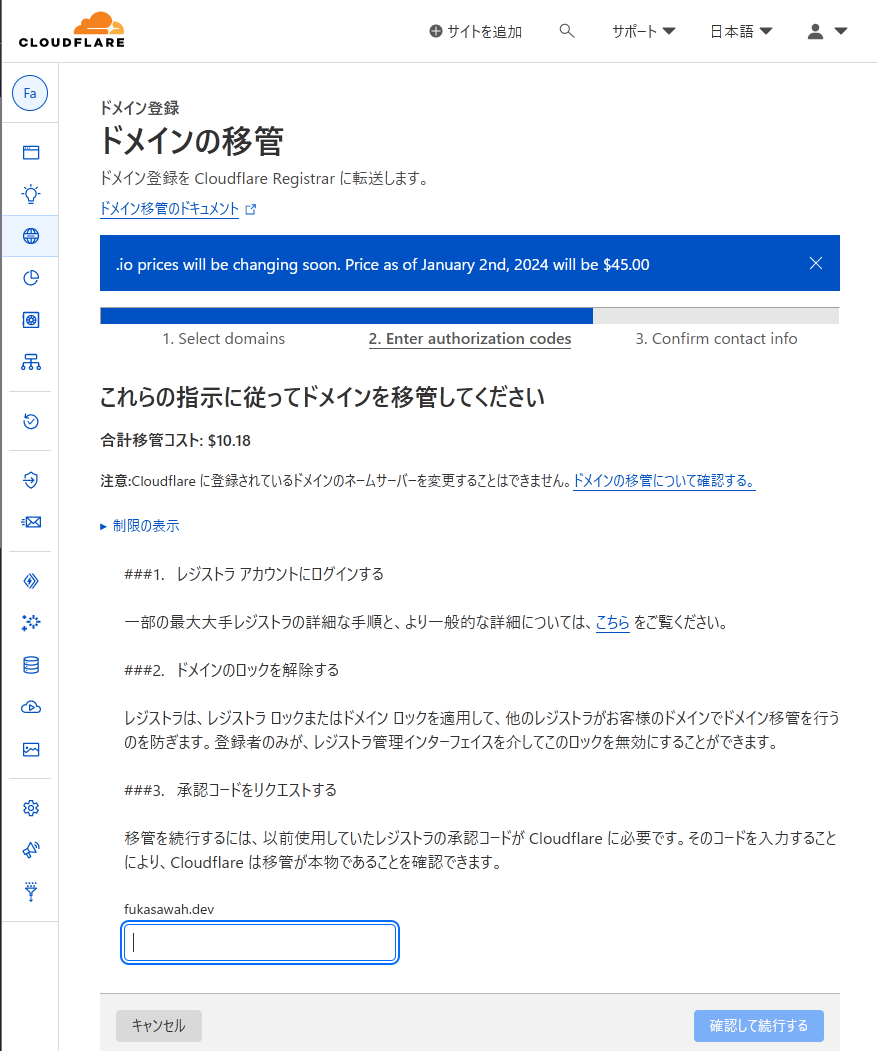 CLOUDFLARE
サイトを追加
サポート
日本語
Fa
ドメイン登録
ドメインの移管
ドメイン登録を Cloudflare Registrar に転送します。
ドメイン移管のドキュメント
.io prices will be changing soon. Price as of January 2nd, 2024 will be $45.00
1. Select domains
2. Enter authorization codes
3. Confirm contact info
これらの指示に従ってドメインを移管してください
合計移管コスト: $10.18
注意:Cloudflare に登録されているドメインのネームサーバーを変更することはできません。ドメインの移管について確認する。
▸ 制限の表示
###1. レジストラ アカウントにログインする
一部の最大大手レジストラの詳細な手順と、より一般的な詳細については、こちら をご覧ください。
###2. ドメインのロックを解除する
レジストラは、レジストラ ロックまたはドメイン ロックを適用して、他のレジストラがお客様のドメインでドメイン移管を行う
のを防ぎます。登録者のみが、レジストラ管理インターフェイスを介してこのロックを無効にすることができます。
###3. 承認コードをリクエストする
移管を続行するには、以前使用していたレジストラの承認コードが Cloudflare に必要です。そのコードを入力すること
により、Cloudflare は移管が本物であることを確認できます。
fukasawah.dev
キャンセル
確認して続行する